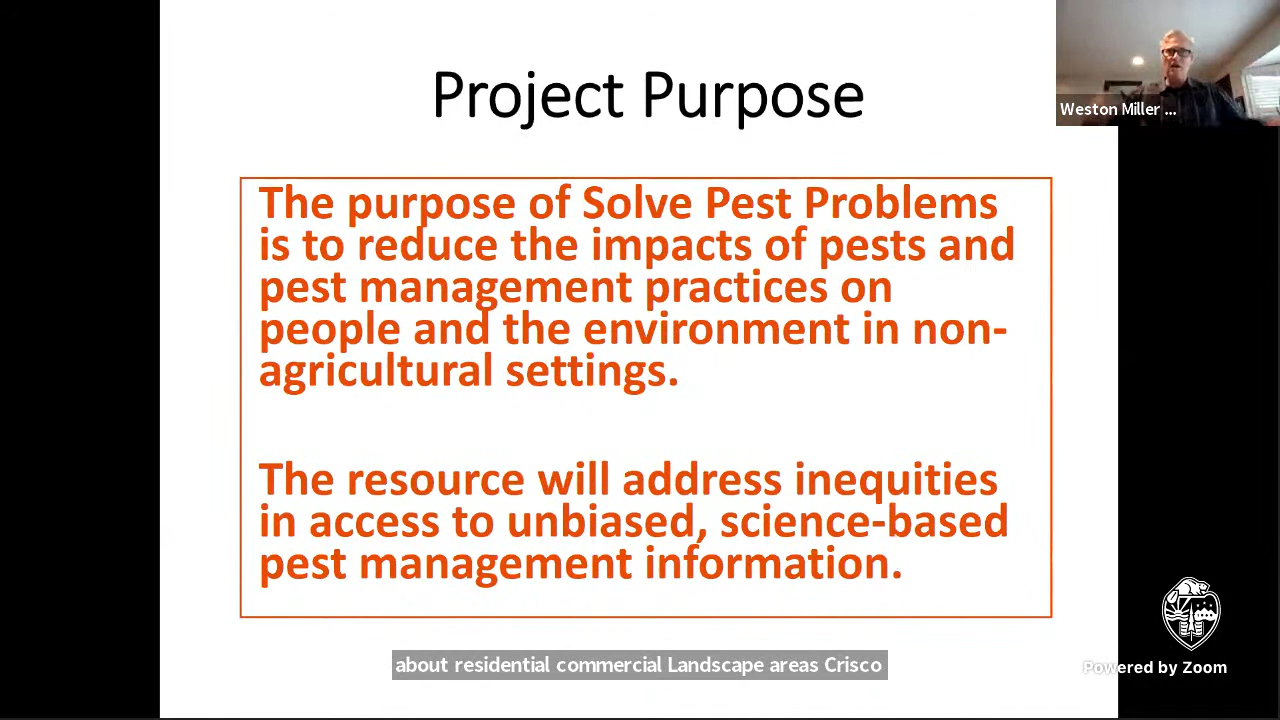 Project Purpose
Weston Miller ...
The purpose of Solve Pest Problems
is to reduce the impacts of pests and
pest management practices on
people and the environment in non-
agricultural settings.
The resource will address inequities
in access to unbiased, science-based
pest management information.
about residential commercial Landscape areas Crisco
Powered by Zoom